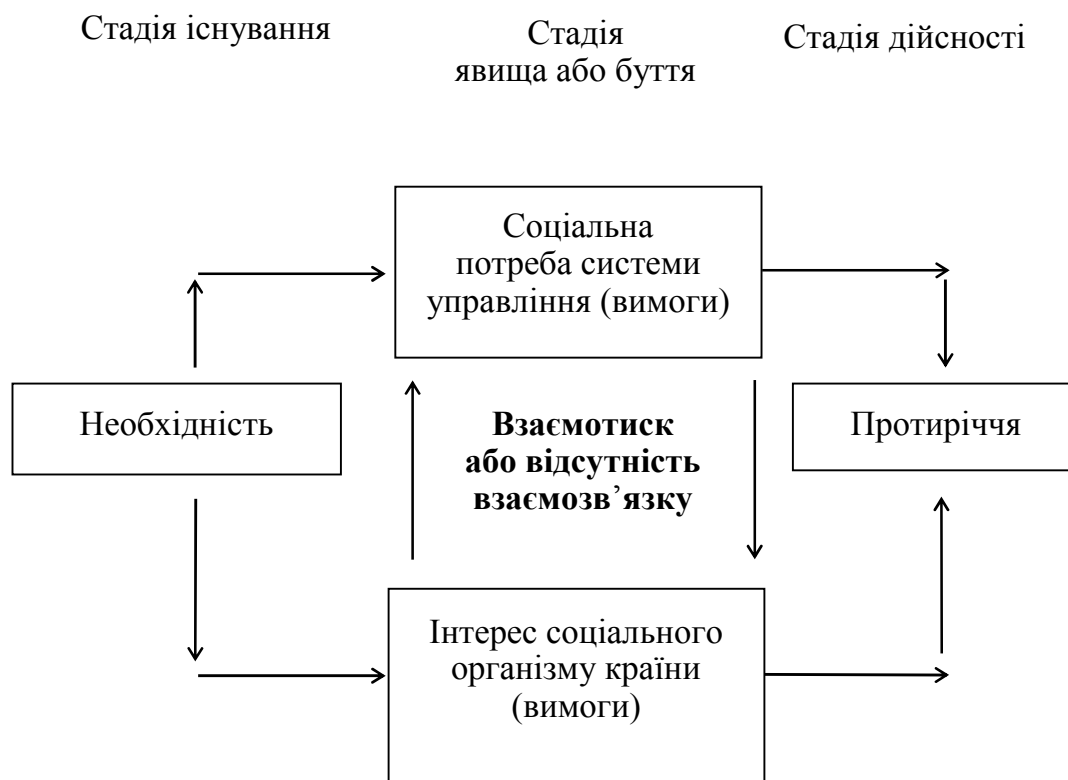 Стадія існування
Стадія
явища або буття
Стадія дійсності
Соціальна
потреба системи
управління (вимоги)
Необхідність
Взаємотиск
або відсутність
взаємозв’язку
Протиріччя
Інтерес соціального
організму країни
(вимоги)